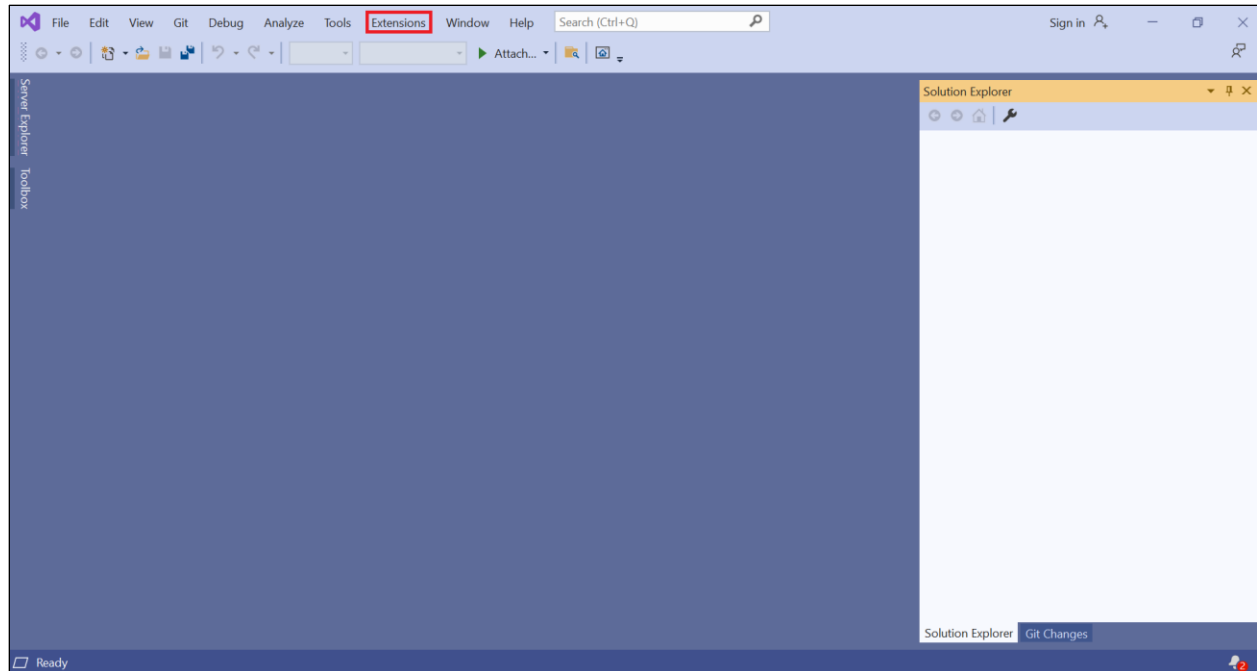 File Edit View Git Debug Analyze Tools Extensions Window Help Search (Ctrl+Q) Sign in
Attach...
Server Explorer
Toolbox
Solution Explorer
Solution Explorer Git Changes
Ready 2